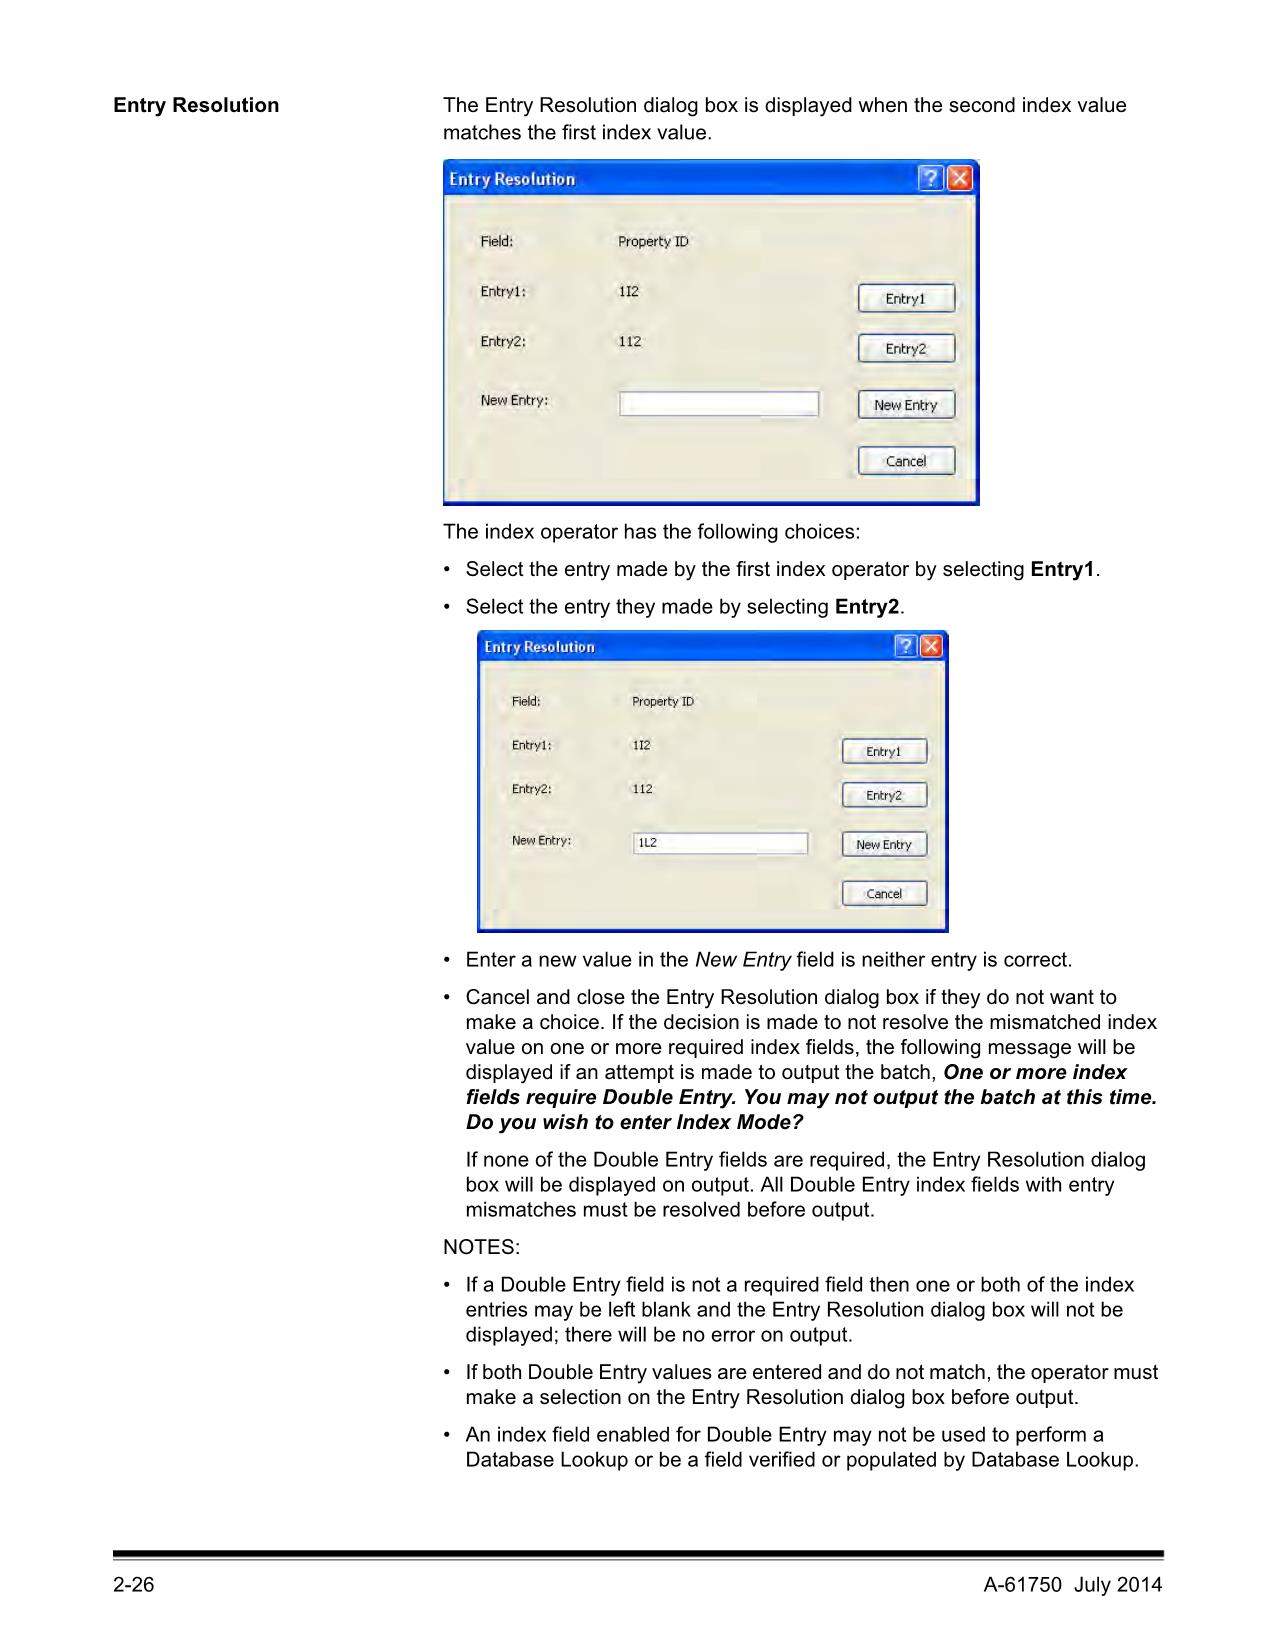 Entry Resolution
The Entry Resolution dialog box is displayed when the second index value
matches the first index value.
Entry Resolution
Field: Property ID
Entry1: 1I2 Entry1
Entry2: 112 Entry2
New Entry: New Entry
Cancel
The index operator has the following choices:
• Select the entry made by the first index operator by selecting Entry1.
• Select the entry they made by selecting Entry2.
Entry Resolution
Field: Property ID
Entry1: 1I2 Entry1
Entry2: 112 Entry2
New Entry: 1L2 New Entry
Cancel
• Enter a new value in the New Entry field is neither entry is correct.
• Cancel and close the Entry Resolution dialog box if they do not want to
make a choice. If the decision is made to not resolve the mismatched index
value on one or more required index fields, the following message will be
displayed if an attempt is made to output the batch, One or more index
fields require Double Entry. You may not output the batch at this time.
Do you wish to enter Index Mode?
If none of the Double Entry fields are required, the Entry Resolution dialog
box will be displayed on output. All Double Entry index fields with entry
mismatches must be resolved before output.
NOTES:
• If a Double Entry field is not a required field then one or both of the index
entries may be left blank and the Entry Resolution dialog box will not be
displayed; there will be no error on output.
• If both Double Entry values are entered and do not match, the operator must
make a selection on the Entry Resolution dialog box before output.
• An index field enabled for Double Entry may not be used to perform a
Database Lookup or be a field verified or populated by Database Lookup.
2-26 A-61750 July 2014